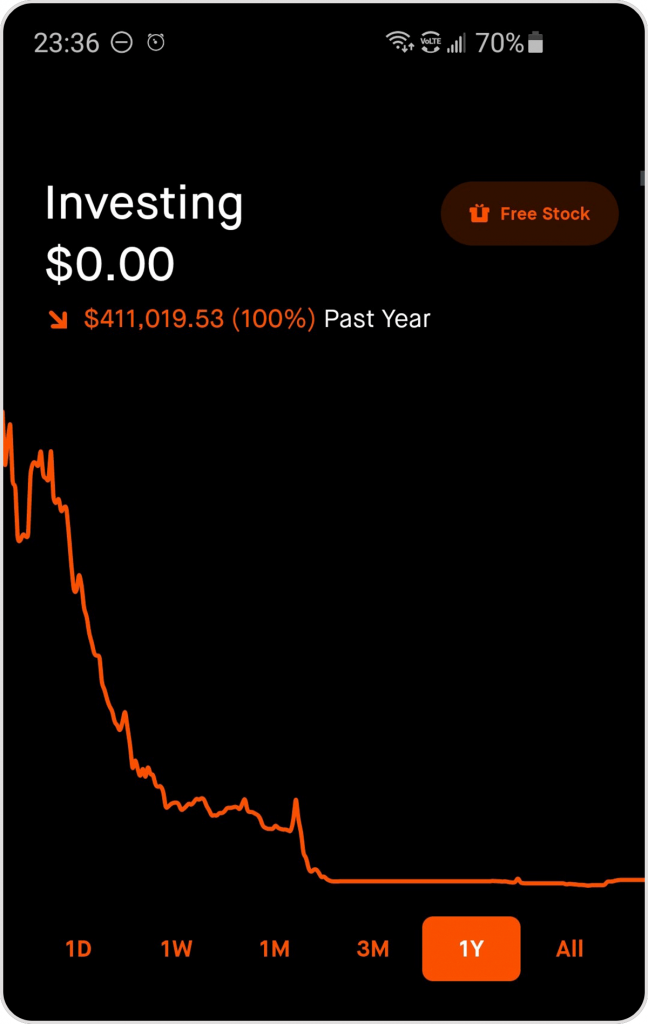 23:36 VoLTE 70%
Investing
Free Stock
$0.00
$411,019.53 (100%) Past Year
1D 1W 1M 3M 1Y All